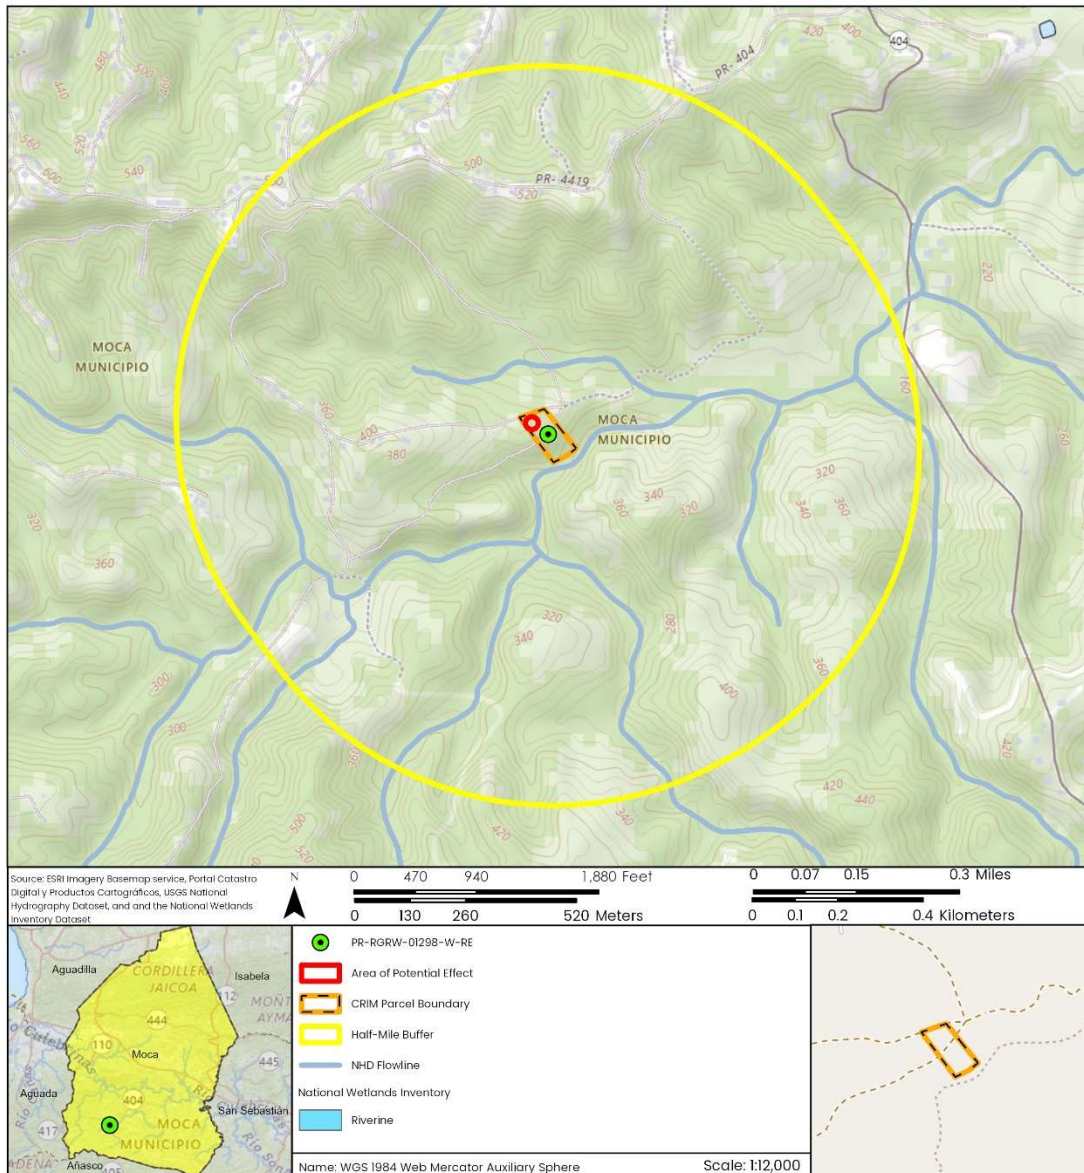 420
400
404
PR- 404
480
500
440
460
520
560
540
600
500
500
PR- 4419
520
220
MOCA
MUNICIPIO
160
360
400
380
MOCA
MUNICIPIO
260
320
340
360
320
360
340
320
340
360
320
340
280
300
360
400
300
360
420
500
420
340
420
440
Source: ESRI Imagery Basemap service, Portal Catastro
Digital y Productos Cartográficos, USGS National
Hydrography Dataset, and and the National Wetlands
Inventory Dataset
N
0 470 940 1,880 Feet
0 130 260 520 Meters
0 0.07 0.15 0.3 Miles
0 0.1 0.2 0.4 Kilometers
Aguadilla
CORDILLERA
JAICOA
Isabela
112
444
110
Moca
445
Aguada
404
San Sebastián
417
MOCA
MUNICIPIO
Añasco
PR-RGRW-01298-W-RE
Area of Potential Effect
CRIM Parcel Boundary
Half-Mile Buffer
NHD Flowline
National Wetlands Inventory
Riverine
Name: WGS 1984 Web Mercator Auxiliary Sphere
Scale: 1:12,000